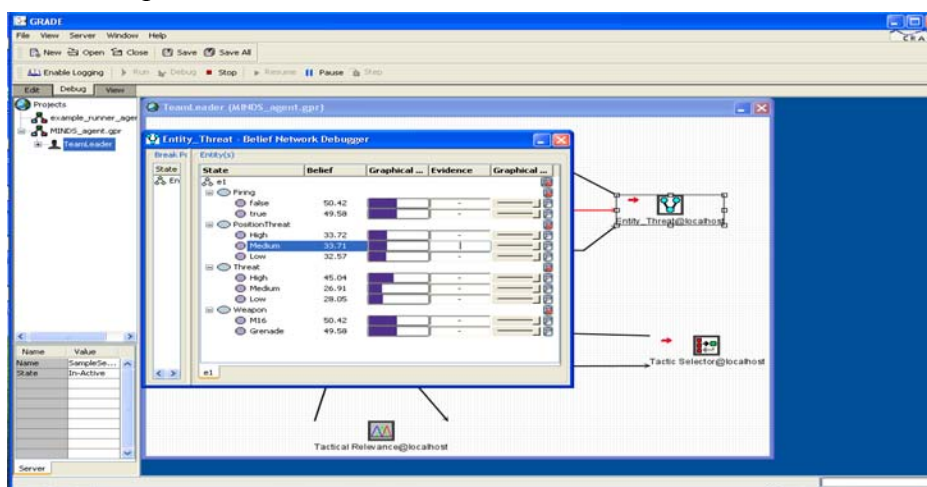 GRADE
File View Server Window Help
CRA
New Open Close Save Save All
Enable Logging Run Debug Stop Resume Pause Step
Edit Debug View
Projects
example_runner_ager
MINDS_agent.gpr
TeamLeader
TeamLeader (MINDS_agent.gpr)
Entity_Threat - Belief Network Debugger
Break Po
Entity(s)
State
En
State Belief Graphical ... Evidence Graphical ...
e1
Firing
false 50.42 -
true 49.58 -
PositionThreat
High 33.72 -
Medium 33.71
Low 32.57 -
Threat
High 45.04 -
Medium 26.91 -
Low 28.05 -
Weapon
M16 50.42 -
Grenade 49.58 -
e1
Entity_Threat@localhost
Tactic Selector@localhost
Tactical Relevance@localhost
Name Value
Name SampleSe...
State In-Active
Server